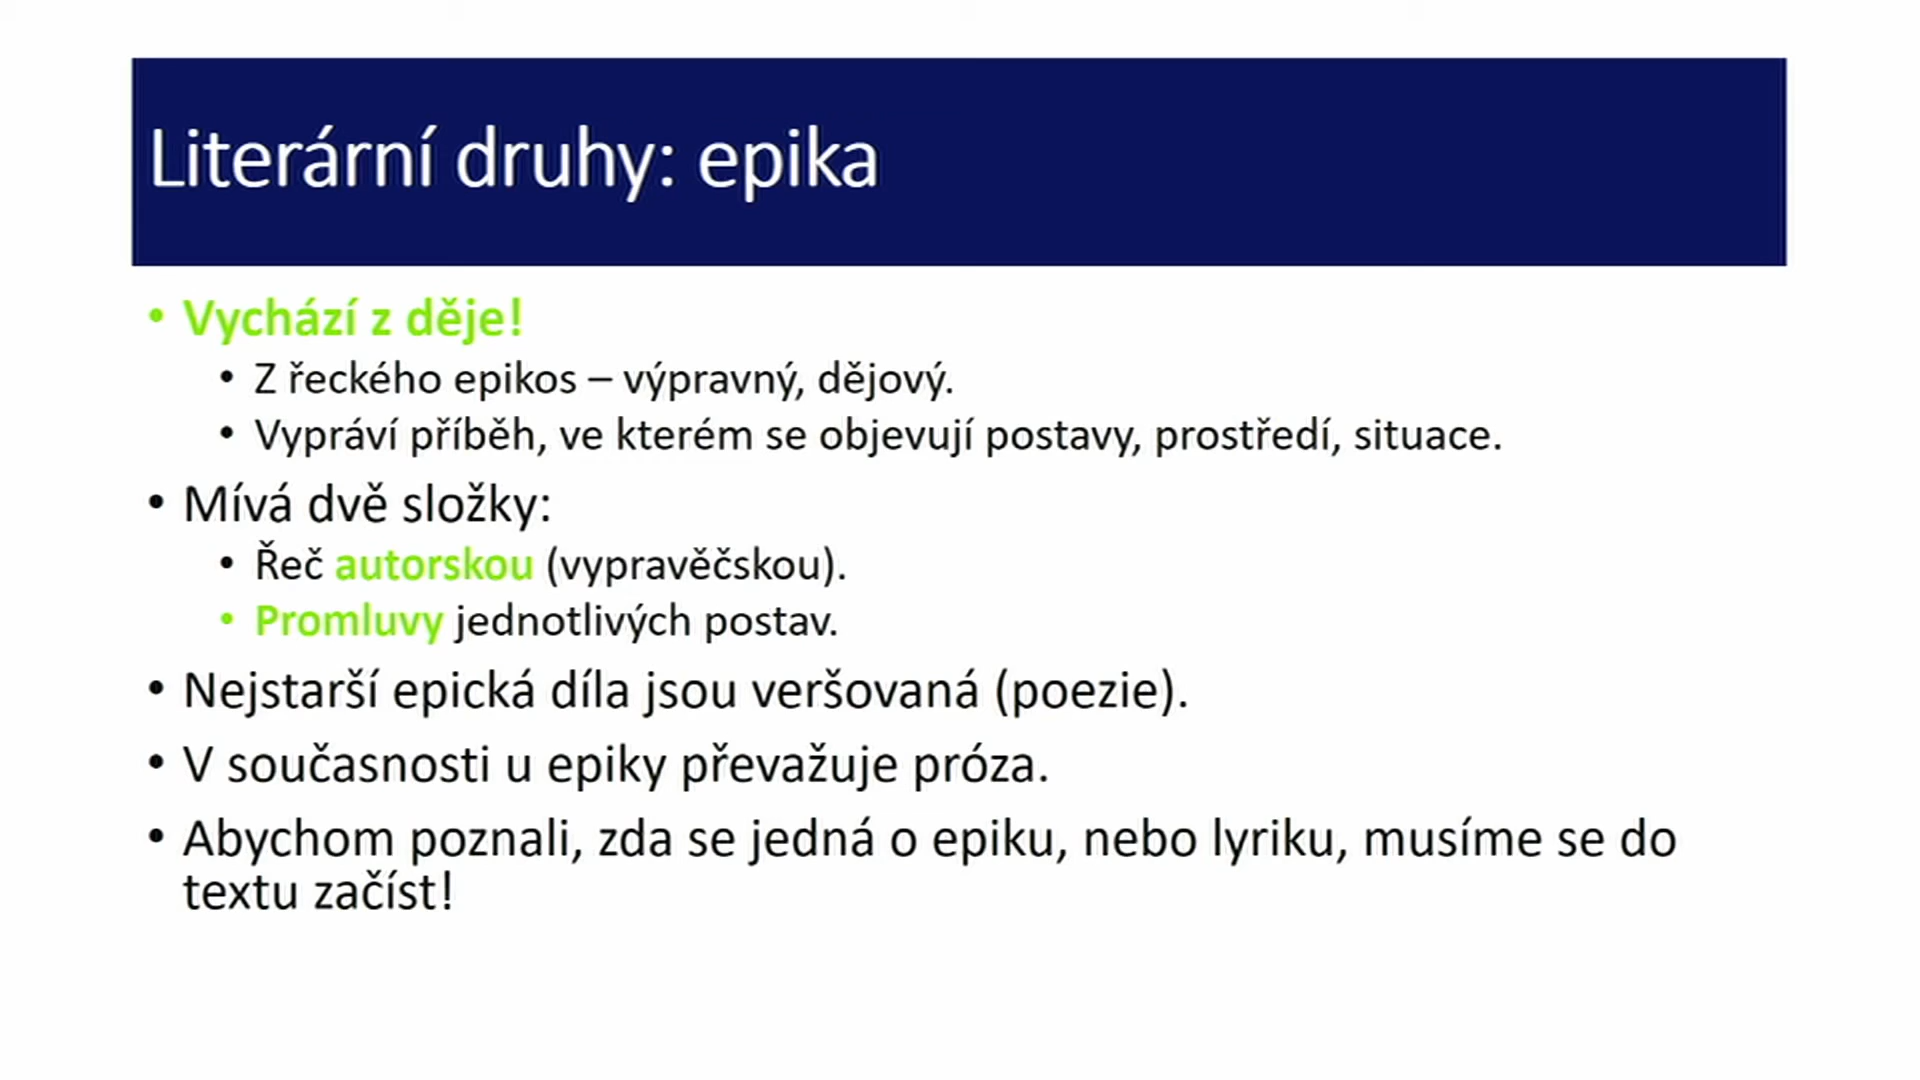 Literární druhy: epika
• Vychází z děje!
• Z řeckého epikos – výpravný, dějový.
• Vypráví příběh, ve kterém se objevují postavy, prostředí, situace.
• Mívá dvě složky:
• Řeč autorskou (vypravěčskou).
• Promluvy jednotlivých postav.
• Nejstarší epická díla jsou veršovaná (poezie).
• V současnosti u epiky převažuje próza.
• Abychom poznali, zda se jedná o epiku, nebo lyriku, musíme se do
textu začíst!